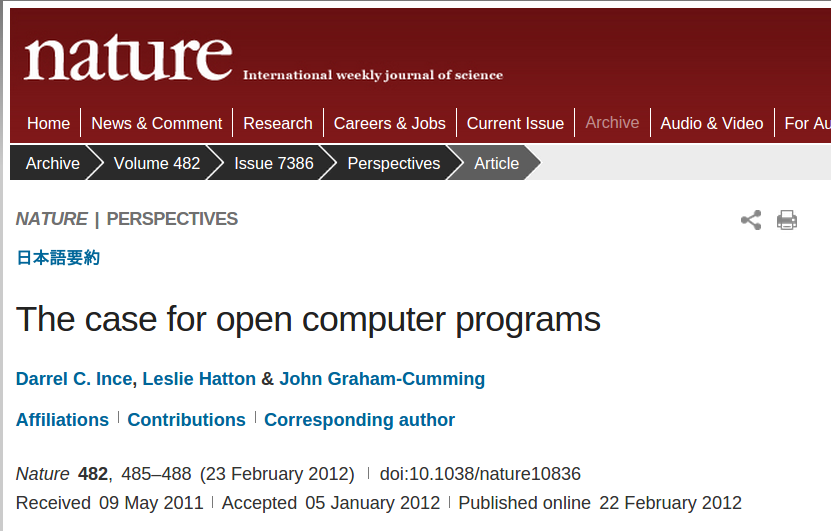 nature International weekly journal of science
Home News & Comment Research Careers & Jobs Current Issue Archive Audio & Video For Au
Archive Volume 482 Issue 7386 Perspectives Article
NATURE | PERSPECTIVES
日本語要約
The case for open computer programs
Darrel C. Ince, Leslie Hatton & John Graham-Cumming
Affiliations | Contributions | Corresponding author
Nature 482, 485–488 (23 February 2012) | doi:10.1038/nature10836
Received 09 May 2011 | Accepted 05 January 2012 | Published online 22 February 2012